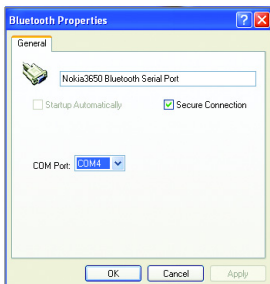 Bluetooth Properties
General
Nokia3650 Bluetooth Serial Port
Startup Automatically
Secure Connection
COM Port: COM4
OK
Cancel
Apply